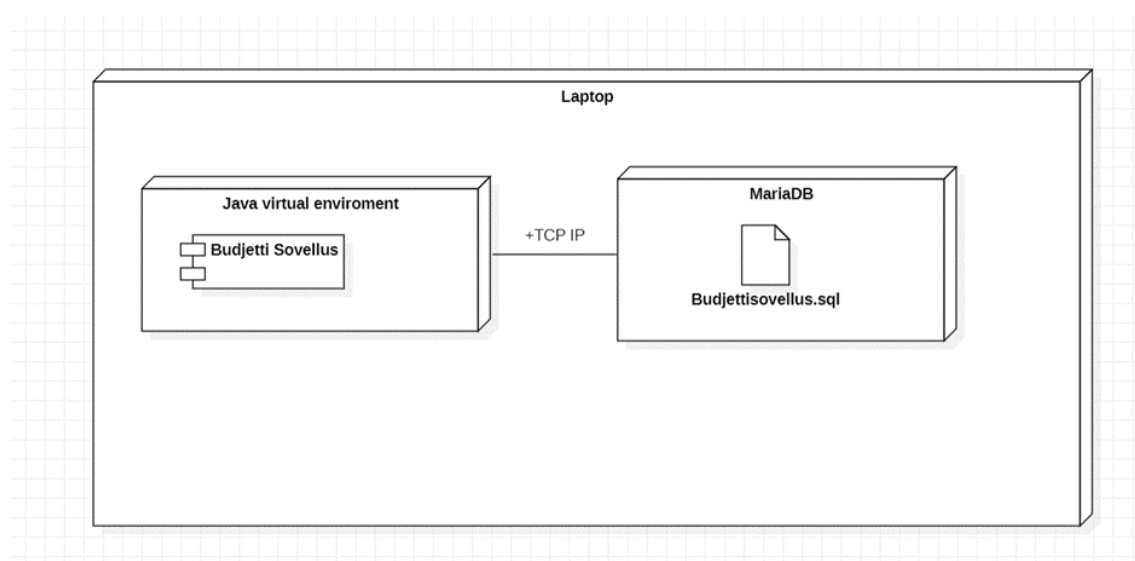 Laptop
Java virtual enviroment
Budjetti Sovellus
+TCP IP
MariaDB
Budjettisovellus.sql